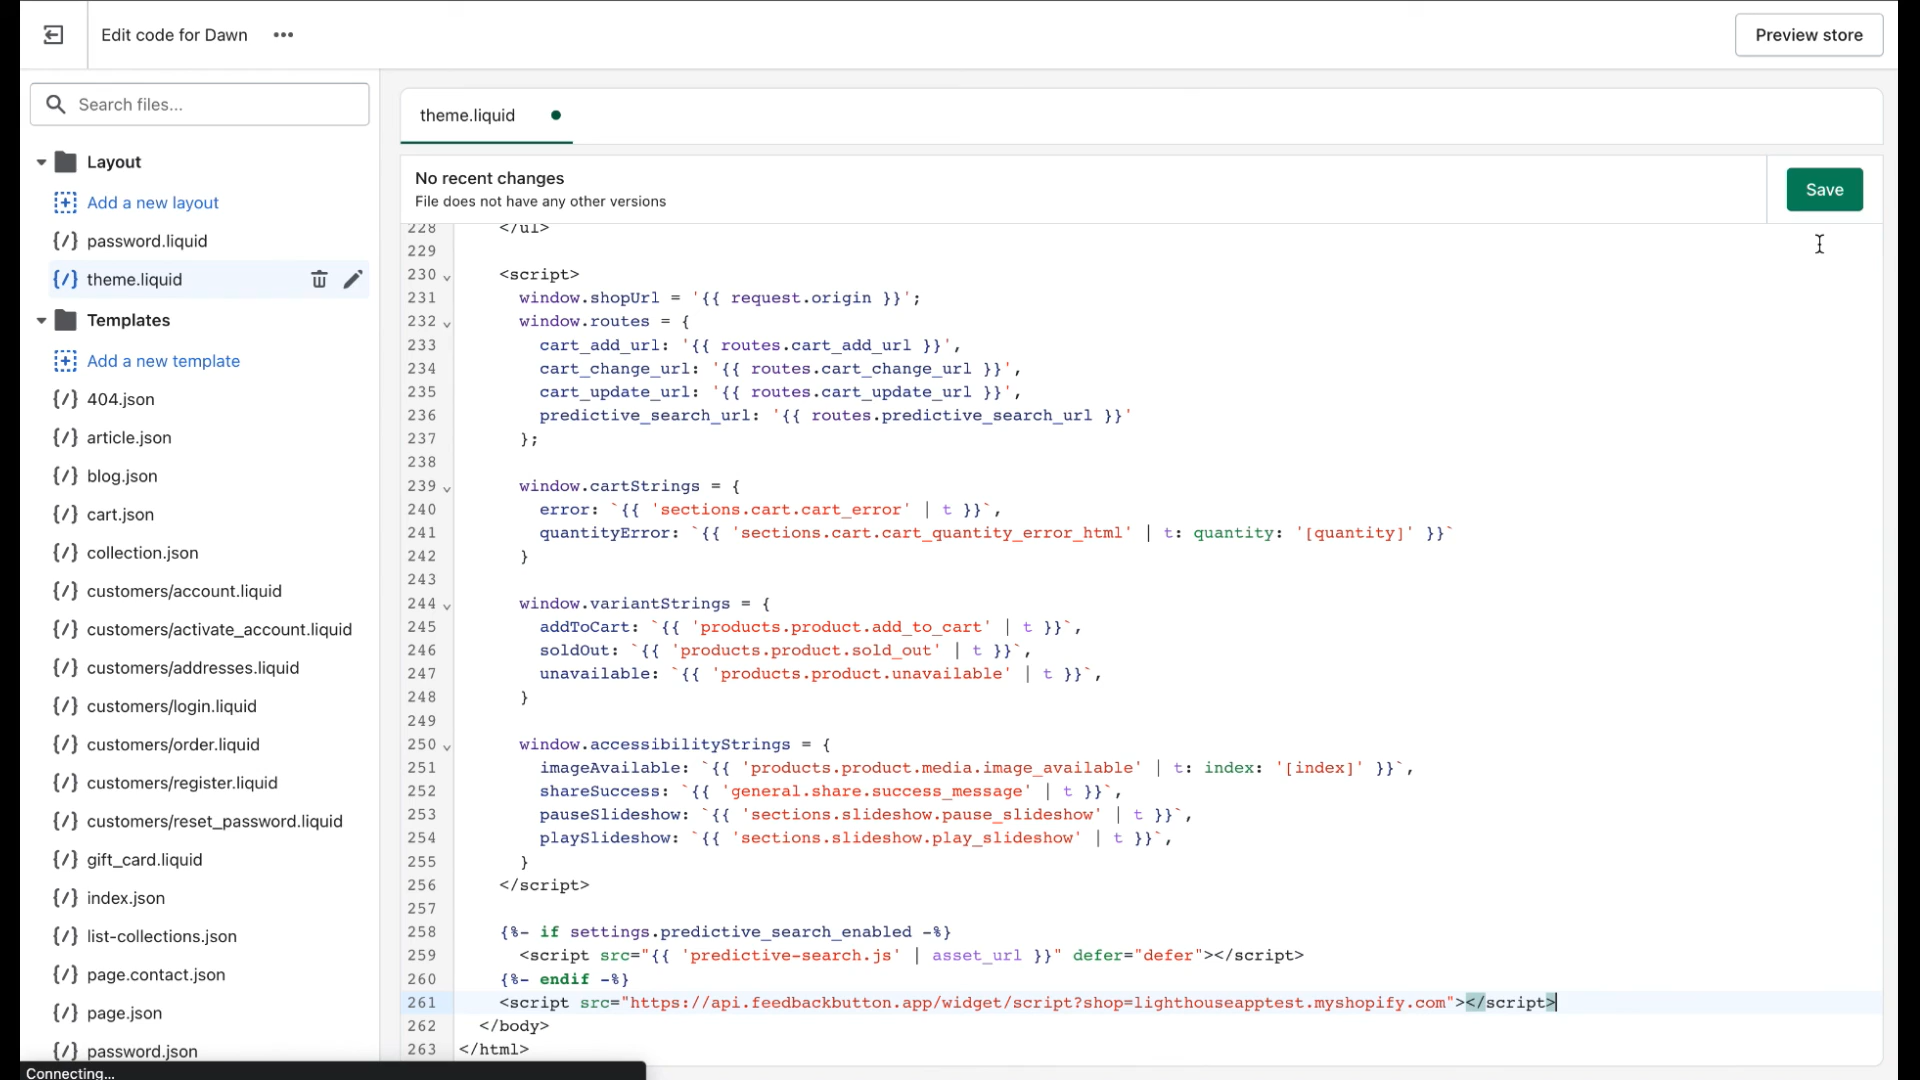 Edit code for Dawn
Preview store
Search files...
Layout
Add a new layout
password.liquid
theme.liquid
Templates
Add a new template
404.json
article.json
blog.json
cart.json
collection.json
customers/account.liquid
customers/activate_account.liquid
customers/addresses.liquid
customers/login.liquid
customers/order.liquid
customers/register.liquid
customers/reset_password.liquid
gift_card.liquid
index.json
list-collections.json
page.contact.json
page.json
password.json
Connecting...
theme.liquid
No recent changes
File does not have any other versions
Save
228 </ul>
229
230 <script>
231 window.shopUrl = '{{ request.origin }}';
232 window.routes = {
233 cart_add_url: '{{ routes.cart_add_url }}',
234 cart_change_url: '{{ routes.cart_change_url }}',
235 cart_update_url: '{{ routes.cart_update_url }}',
236 predictive_search_url: '{{ routes.predictive_search_url }}'
237 };
238
239 window.cartStrings = {
240 error: `{{ 'sections.cart.cart_error' | t }}`,
241 quantityError: `{{ 'sections.cart.cart_quantity_error_html' | t: quantity: '[quantity]' }}`
242 }
243
244 window.variantStrings = {
245 addToCart: `{{ 'products.product.add_to_cart' | t }}`,
246 soldOut: `{{ 'products.product.sold_out' | t }}`,
247 unavailable: `{{ 'products.product.unavailable' | t }}`,
248 }
249
250 window.accessibilityStrings = {
251 imageAvailable: `{{ 'products.product.media.image_available' | t: index: '[index]' }}`,
252 shareSuccess: `{{ 'general.share.success_message' | t }}`,
253 pauseSlideshow: `{{ 'sections.slideshow.pause_slideshow' | t }}`,
254 playSlideshow: `{{ 'sections.slideshow.play_slideshow' | t }}`,
255 }
256 </script>
257
258 {%- if settings.predictive_search_enabled -%}
259 <script src="{{ 'predictive-search.js' | asset_url }}" defer="defer"></script>
260 {%- endif -%}
261 <script src="https://api.feedbackbutton.app/widget/script?shop=lighthouseapptest.myshopify.com"></script>
262 </body>
263 </html>